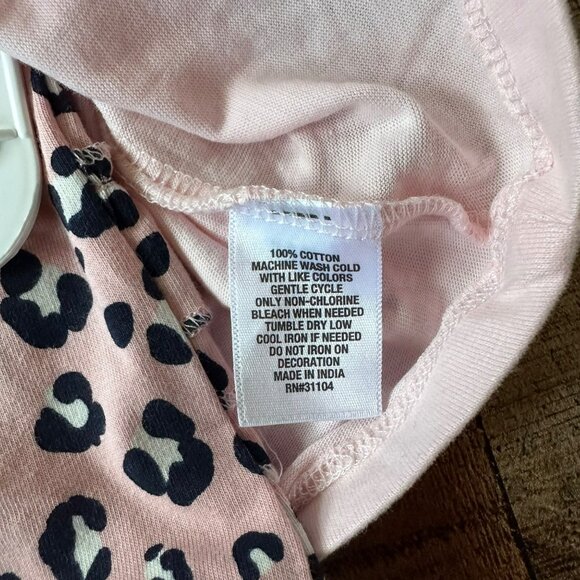 100% COTTON
MACHINE WASH COLD
WITH LIKE COLORS
GENTLE CYCLE
ONLY NON-CHLORINE
BLEACH WHEN NEEDED
TUMBLE DRY LOW
COOL IRON IF NEEDED
DO NOT IRON ON
DECORATION
MADE IN INDIA
RN#31104